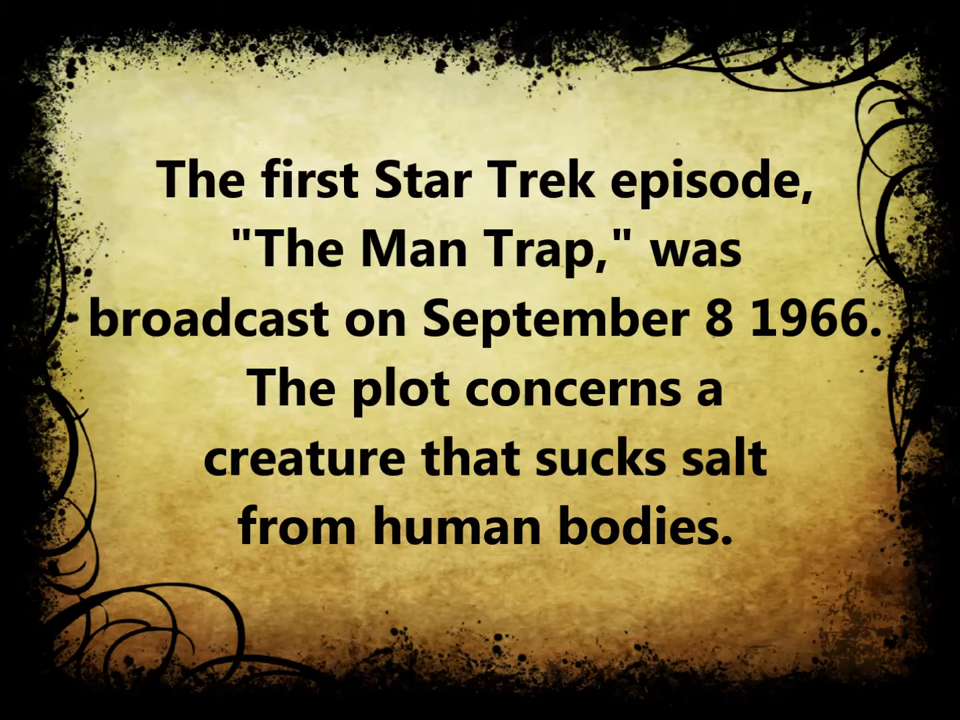 The first Star Trek episode,
"The Man Trap," was
broadcast on September 8 1966.
The plot concerns a
creature that sucks salt
from human bodies.